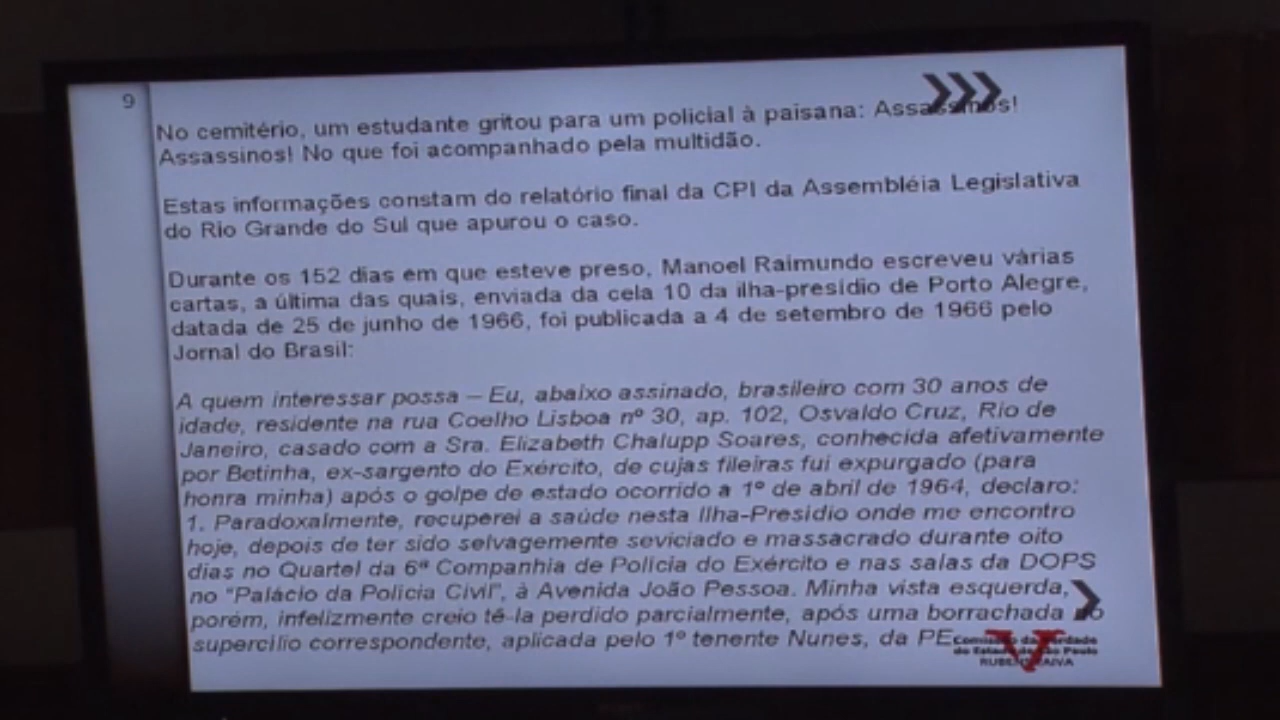 9
No cemitério, um estudante gritou para um policial à paisana: Assassinos!
Assassinos! No que foi acompanhado pela multidão.
Estas informações constam do relatório final da CPI da Assembléia Legislativa
do Rio Grande do Sul que apurou o caso.
Durante os 152 dias em que esteve preso, Manoel Raimundo escreveu várias
cartas, a última das quais, enviada da cela 10 da ilha-presídio de Porto Alegre,
datada de 25 de junho de 1966, foi publicada a 4 de setembro de 1966 pelo
Jornal do Brasil:
A quem interessar possa – Eu, abaixo assinado, brasileiro com 30 anos de
idade, residente na rua Coelho Lisboa nº 30, ap. 102, Osvaldo Cruz, Rio de
Janeiro, casado com a Sra. Elizabeth Chalupp Soares, conhecida afetivamente
por Betinha, ex-sargento do Exército, de cujas fileiras fui expurgado (para
honra minha) após o golpe de estado ocorrido a 1º de abril de 1964, declaro:
1. Paradoxalmente, recuperei a saúde nesta Ilha-Presídio onde me encontro
hoje, depois de ter sido selvagemente seviciado e massacrado durante oito
dias no Quartel da 6ª Companhia de Polícia do Exército e nas salas da DOPS
no "Palácio da Polícia Civil", à Avenida João Pessoa. Minha vista esquerda,
porém, infelizmente creio tê-la perdido parcialmente, após uma borrachada no
supercílio correspondente, aplicada pelo 1º tenente Nunes, da PE
Comissão da Verdade
do Estado de São Paulo
RUBENS PAIVA